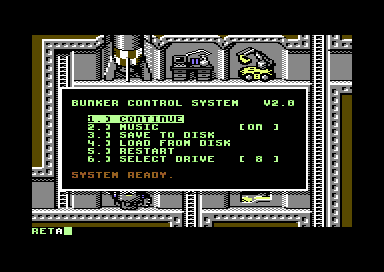 BUNKER CONTROL SYSTEM V2.0
1.) CONTINUE
2.) MUSIC [ON ]
3.) SAVE TO DISK
4.) LOAD FROM DISK
5.) RESTART
6.) SELECT DRIVE [ 8 ]
SYSTEM READY.
RETA